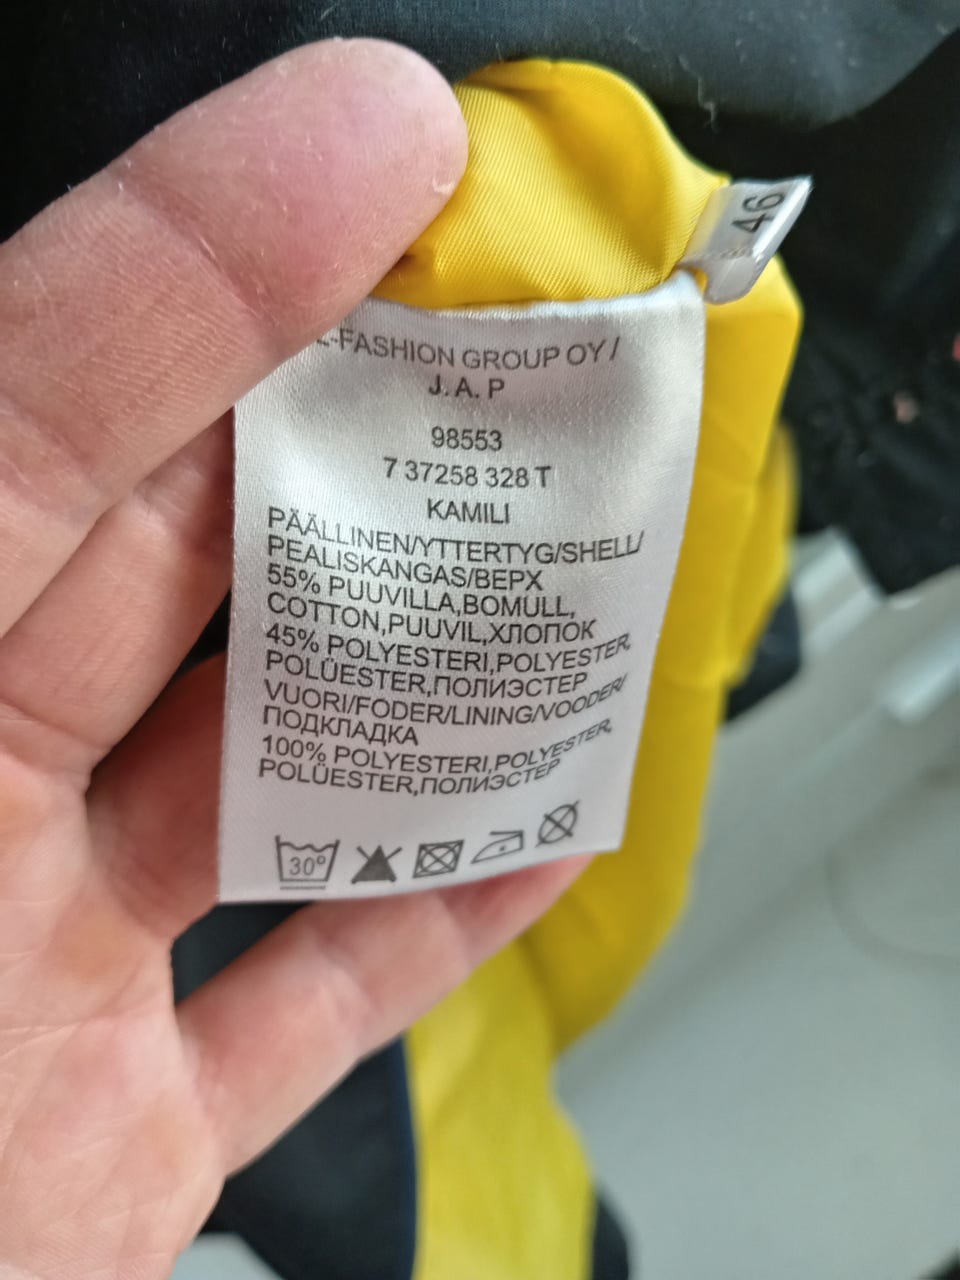 46
-FASHION GROUP OY /
J. A. P
98553
7 37258 328 T
KAMILI
PÄÄLLINEN/YTTERTYG/SHELL/
PEALISKANGAS/ВЕРХ
55% PUUVILLA,BOMULL,
COTTON,PUUVIL,ХЛОПОК
45% POLYESTERI,POLYESTER,
POLÜESTER,ПОЛИЭСТЕР
VUORI/FODER/LINING/VOODER/
ПОДКЛАДКА
100% POLYESTERI,POLYESTER,
POLÜESTER,ПОЛИЭСТЕР
30°